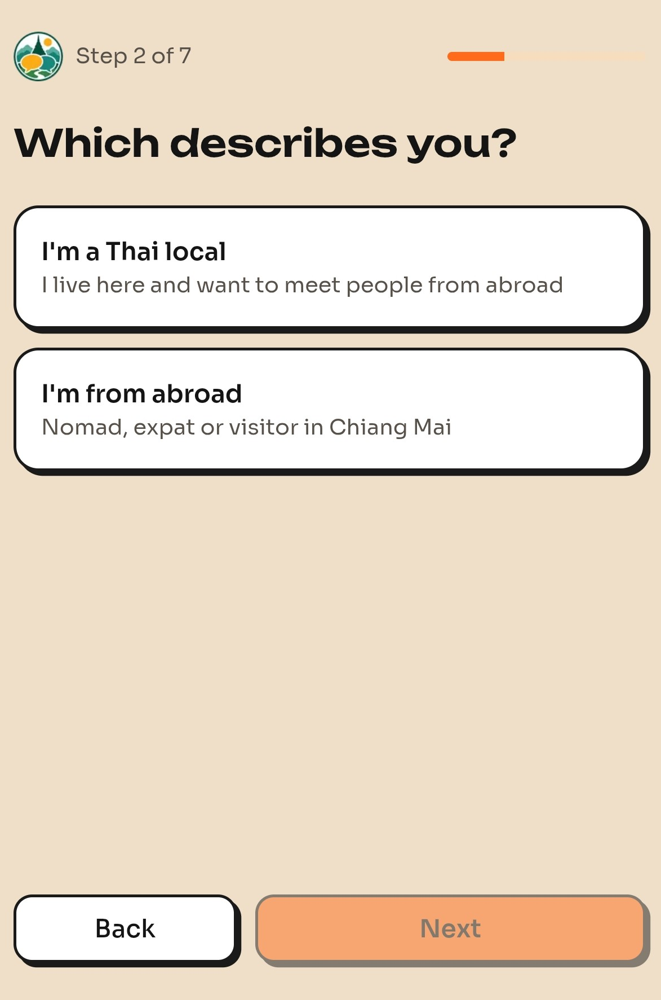 Step 2 of 7
Which describes you?
I'm a Thai local
I live here and want to meet people from abroad
I'm from abroad
Nomad, expat or visitor in Chiang Mai
Back
Next